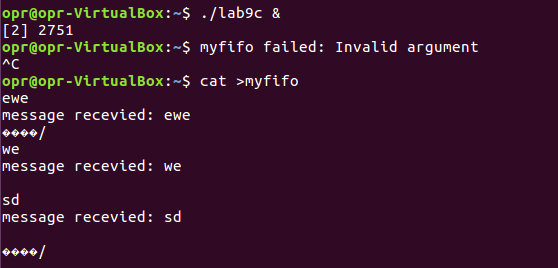 opr@opr-VirtualBox:~$ ./lab9c &
[2] 2751
opr@opr-VirtualBox:~$ myfifo failed: Invalid argument
^C
opr@opr-VirtualBox:~$ cat >myfifo
ewe
message recevied: ewe
����/
we
message recevied: we
sd
message recevied: sd
����/